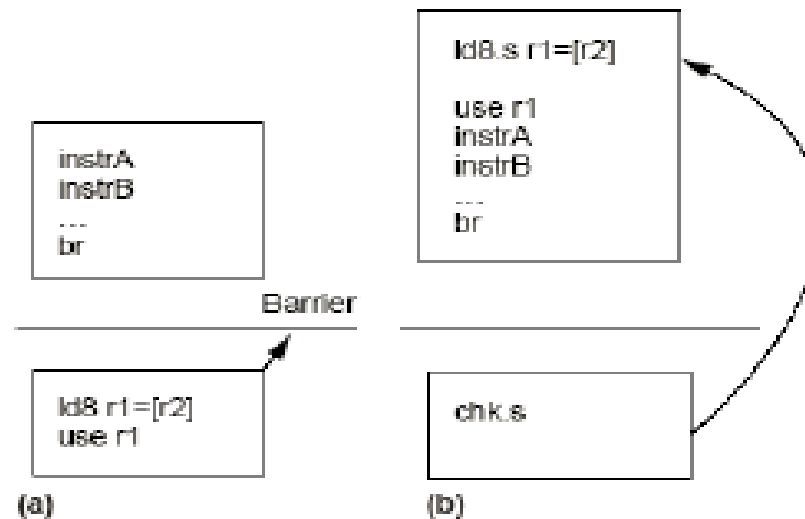 instrA
instrB
...
br
Barrier
ld8 r1=[r2]
use r1
(a)
ld8.s r1=[r2]
use r1
instrA
instrB
...
br
chk.s
(b)